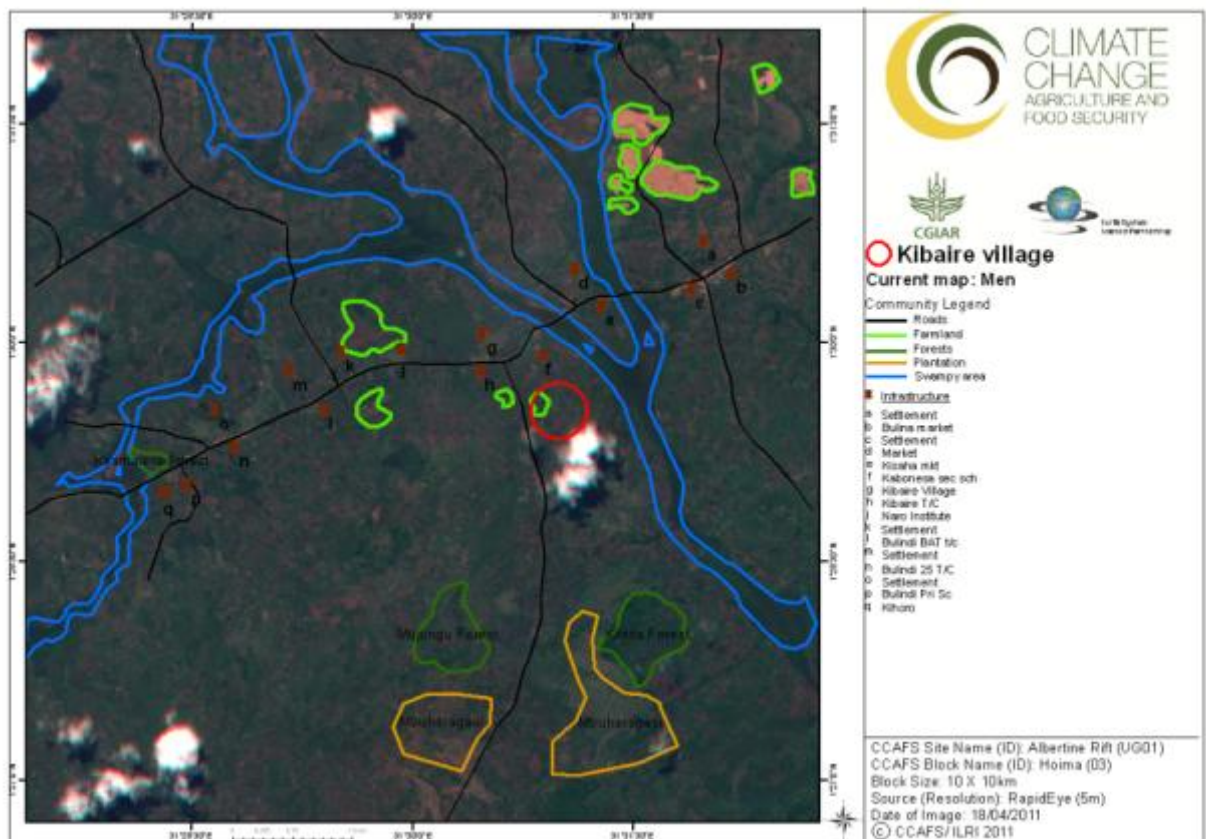 CLIMATE
CHANGE
AGRICULTURE AND
FOOD SECURITY
CGIAR
Kibaire village
Current map: Men
Community Legend
Roads
Farmland
Forests
Plantation
Swampy area
Infrastructure
a Settlement
b Bulina market
c Settlement
d Market
e Kisaha mkt
f Kabonesa sec sch
g Kibaire Village
h Kibaire T/C
j Naro Institute
k Settlement
l Bulindi BAT t/c
m Settlement
n Bulindi 25 T/C
o Settlement
p Bulindi Pri Sc
q Kihoro
a
b
c
d
e
f
g
h
j
k
l
m
n
q
Forest
Forest
CCAFS Site Name (ID): Albertine Rift (UG01)
CCAFS Block Name (ID): Hoima (03)
Block Size: 10 X 10km
Source (Resolution): RapidEye (5m)
Date of Image: 18/04/2011
© CCAFS/ ILRI 2011